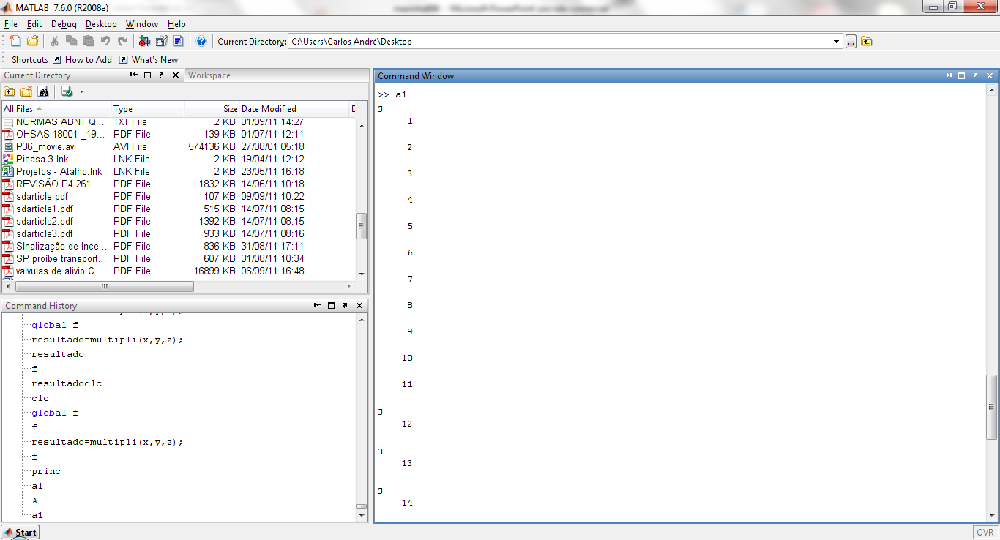 MATLAB 7.6.0 (R2008a)
File Edit Debug Desktop Window Help
Current Directory: C:\Users\Carlos André\Desktop ...
Shortcuts How to Add What's New
Current Directory
Workspace
All Files Type Size Date Modified
NORMAS ABNT Q... TXT File 2 KB 01/09/11 14:27
OHSAS 18001 _19... PDF File 139 KB 01/07/11 12:11
P36_movie.avi AVI File 574136 KB 27/08/01 05:18
Picasa 3.lnk LNK File 2 KB 19/04/11 12:12
Projetos - Atalho.lnk LNK File 2 KB 23/05/11 16:18
REVISÃO P4.261 ... PDF File 1832 KB 14/06/11 10:18
sdarticle.pdf PDF File 107 KB 09/09/11 10:22
sdarticle1.pdf PDF File 515 KB 14/07/11 08:15
sdarticle2.pdf PDF File 1392 KB 14/07/11 08:15
sdarticle3.pdf PDF File 933 KB 14/07/11 08:16
SInalização de Ince... PDF File 836 KB 31/08/11 17:11
SP proíbe transport... PDF File 607 KB 31/08/11 10:34
valvulas de alivio C... PDF File 16899 KB 06/09/11 16:48
Command History
global f
resultado=multipli(x,y,z);
resultado
f
resultadoclc
clc
global f
f
resultado=multipli(x,y,z);
f
princ
a1
A
a1
Command Window
>> a1
j
1
2
3
4
5
6
7
8
9
10
11
j
12
j
13
j
14
Start
OVR